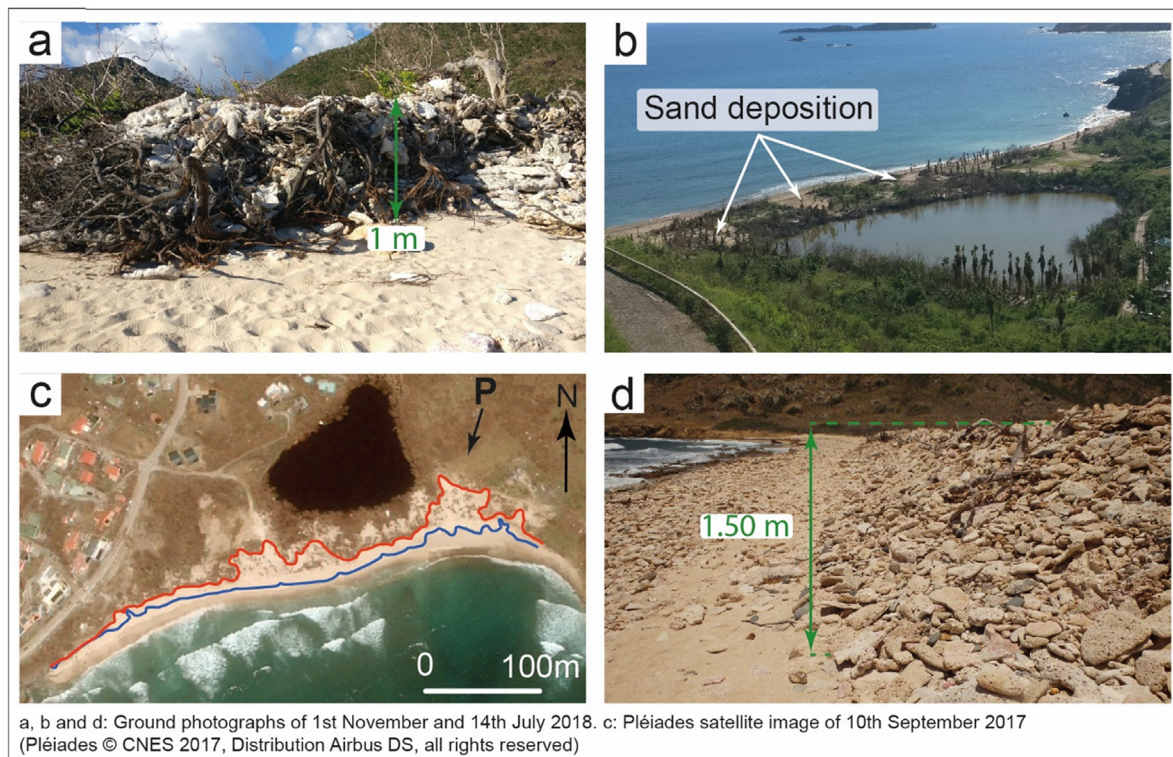 a
1 m
b
Sand deposition
c
P
N
0 100m
d
1.50 m
a, b and d: Ground photographs of 1st November and 14th July 2018. c: Pléiades satellite image of 10th September 2017
(Pléiades © CNES 2017, Distribution Airbus DS, all rights reserved)